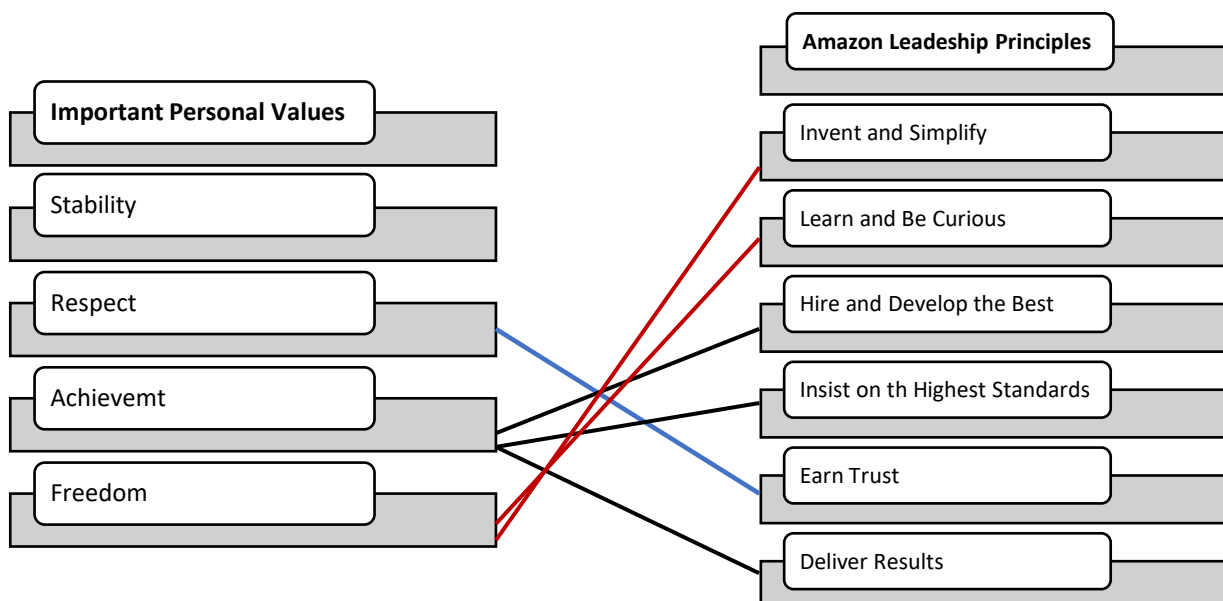 Important Personal Values
Stability
Respect
Achievemt
Freedom
Amazon Leadeship Principles
Invent and Simplify
Learn and Be Curious
Hire and Develop the Best
Insist on th Highest Standards
Earn Trust
Deliver Results